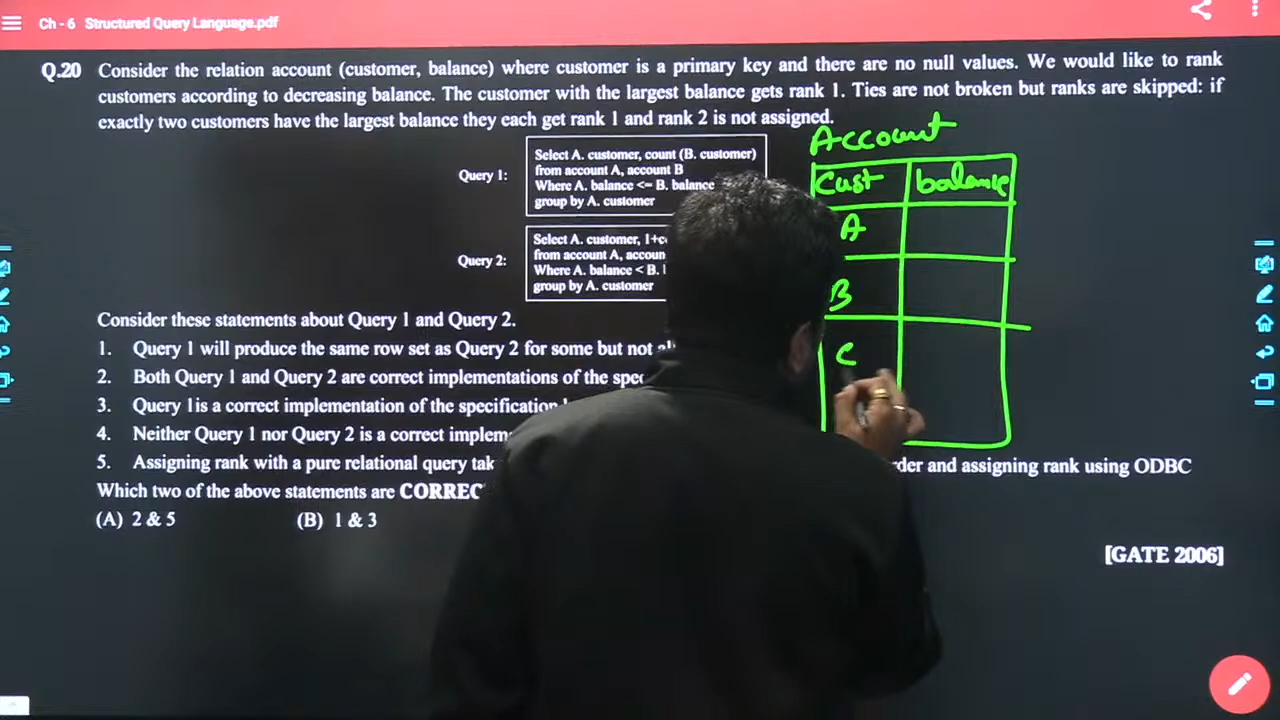 Ch - 6 Structured Query Language.pdf
Q.20 Consider the relation account (customer, balance) where customer is a primary key and there are no null values. We would like to rank
customers according to decreasing balance. The customer with the largest balance gets rank 1. Ties are not broken but ranks are skipped: if
exactly two customers have the largest balance they each get rank 1 and rank 2 is not assigned.
Account
Query 1:
Select A. customer, count (B. customer)
from account A, account B
Where A. balance <= B. balance
group by A. customer
Cust balance
A
B
C
Query 2:
Select A. customer, 1+
from account A,
Where A. balance < B.
group by A. customer
Consider these statements about Query 1 and Query 2.
1. Query 1 will produce the same row set as Query 2 for some but not
2. Both Query 1 and Query 2 are correct implementations of the
3. Query 1is a correct implementation of the specification
4. Neither Query 1 nor Query 2 is a correct
5. Assigning rank with a pure relational query and assigning rank using ODBC
Which two of the above statements are
(A) 2 & 5 (B) 1 & 3
[GATE 2006]